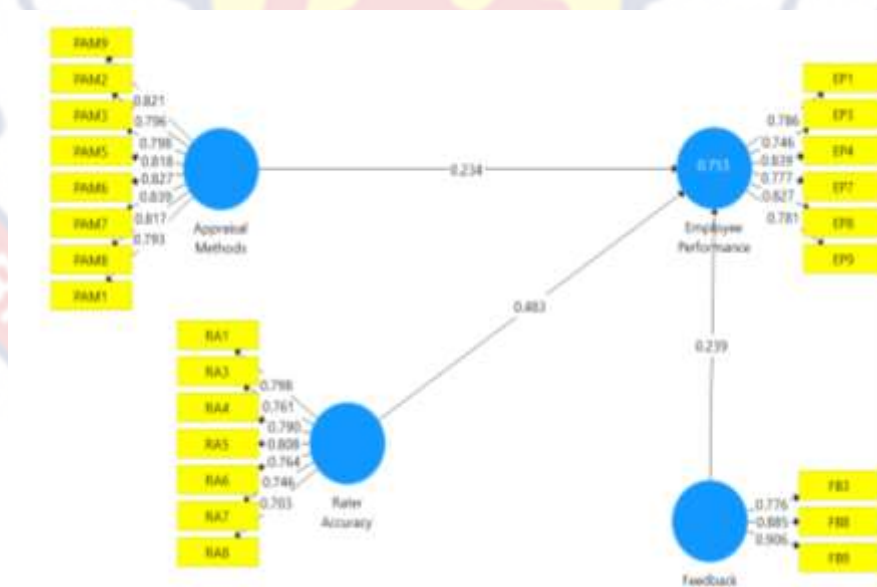 PAM9
PAM2
PAM3
PAM5
PAM6
PAM7
PAM8
PAM1
0.821
0.796
0.798
0.818
0.827
0.839
0.817
0.793
Appraisal
Methods
0.234
0.753
Employee
Performance
0.786
0.746
0.828
0.777
0.827
0.781
EP1
EP3
EP4
EP7
EP8
EP9
0.483
0.239
RA1
RA3
RA4
RA5
RA6
RA7
RA8
0.798
0.761
0.790
0.808
0.764
0.746
0.703
Rater
Accuracy
0.776
0.885
0.906
FB3
FB8
FB9
Feedback